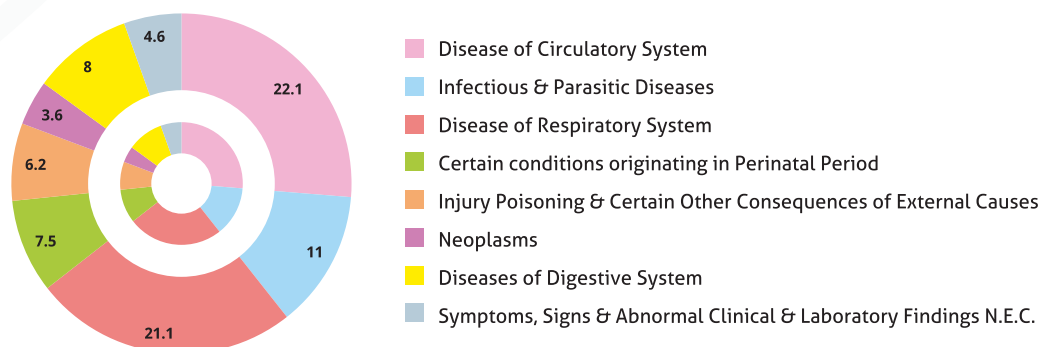 4.6
8
22.1
3.6
6.2
7.5
11
21.1
Disease of Circulatory System
Infectious & Parasitic Diseases
Disease of Respiratory System
Certain conditions originating in Perinatal Period
Injury Poisoning & Certain Other Consequences of External Causes
Neoplasms
Diseases of Digestive System
Symptoms, Signs & Abnormal Clinical & Laboratory Findings N.E.C.